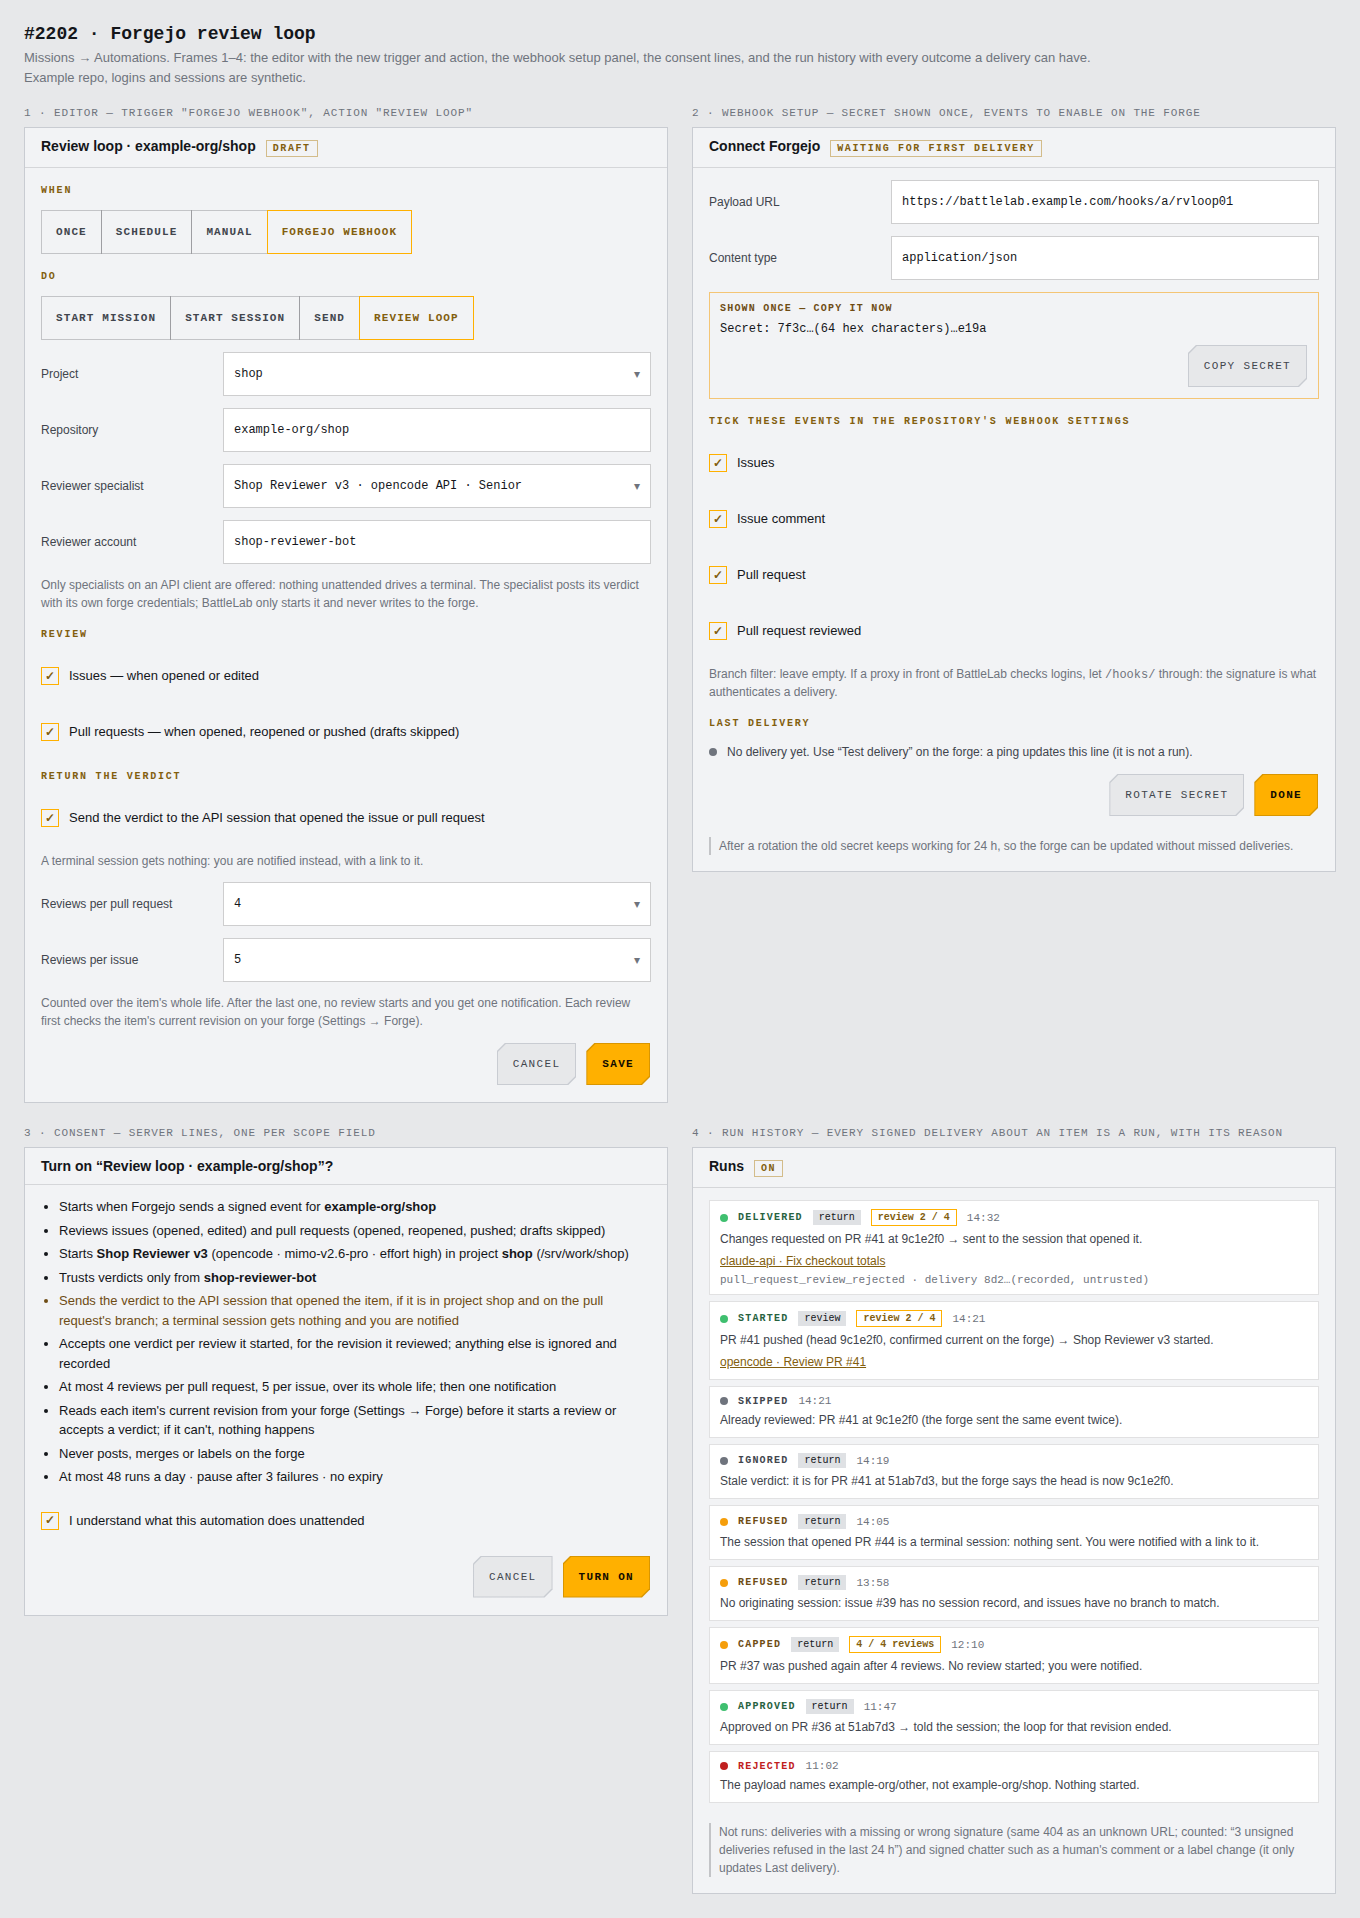 #2202 · Forgejo review loop
Missions → Automations. Frames 1–4: the editor with the new trigger and action, the webhook setup panel, the consent lines, and the run history with every outcome a delivery can have.
Example repo, logins and sessions are synthetic.
1 · EDITOR — TRIGGER "FORGEJO WEBHOOK", ACTION "REVIEW LOOP"
Review loop · example-org/shop DRAFT
WHEN
ONCE SCHEDULE MANUAL FORGEJO WEBHOOK
DO
START MISSION START SESSION SEND REVIEW LOOP
Project shop ▾
Repository example-org/shop
Reviewer specialist Shop Reviewer v3 · opencode API · Senior ▾
Reviewer account shop-reviewer-bot
Only specialists on an API client are offered: nothing unattended drives a terminal. The specialist posts its verdict
with its own forge credentials; BattleLab only starts it and never writes to the forge.
REVIEW
✓ Issues — when opened or edited
✓ Pull requests — when opened, reopened or pushed (drafts skipped)
RETURN THE VERDICT
✓ Send the verdict to the API session that opened the issue or pull request
A terminal session gets nothing: you are notified instead, with a link to it.
Reviews per pull request 4 ▾
Reviews per issue 5 ▾
Counted over the item's whole life. After the last one, no review starts and you get one notification. Each review
first checks the item's current revision on your forge (Settings → Forge).
CANCEL SAVE
2 · WEBHOOK SETUP — SECRET SHOWN ONCE, EVENTS TO ENABLE ON THE FORGE
Connect Forgejo WAITING FOR FIRST DELIVERY
Payload URL https://battlelab.example.com/hooks/a/rvloop01
Content type application/json
SHOWN ONCE — COPY IT NOW
Secret: 7f3c…(64 hex characters)…e19a
COPY SECRET
TICK THESE EVENTS IN THE REPOSITORY'S WEBHOOK SETTINGS
✓ Issues
✓ Issue comment
✓ Pull request
✓ Pull request reviewed
Branch filter: leave empty. If a proxy in front of BattleLab checks logins, let /hooks/ through: the signature is what
authenticates a delivery.
LAST DELIVERY
No delivery yet. Use “Test delivery” on the forge: a ping updates this line (it is not a run).
ROTATE SECRET DONE
After a rotation the old secret keeps working for 24 h, so the forge can be updated without missed deliveries.
3 · CONSENT — SERVER LINES, ONE PER SCOPE FIELD
Turn on “Review loop · example-org/shop”?
• Starts when Forgejo sends a signed event for example-org/shop
• Reviews issues (opened, edited) and pull requests (opened, reopened, pushed; drafts skipped)
• Starts Shop Reviewer v3 (opencode · mimo-v2.6-pro · effort high) in project shop (/srv/work/shop)
• Trusts verdicts only from shop-reviewer-bot
• Sends the verdict to the API session that opened the item, if it is in project shop and on the pull
request's branch; a terminal session gets nothing and you are notified
• Accepts one verdict per review it started, for the revision it reviewed; anything else is ignored and
recorded
• At most 4 reviews per pull request, 5 per issue, over its whole life; then one notification
• Reads each item's current revision from your forge (Settings → Forge) before it starts a review or
accepts a verdict; if it can't, nothing happens
• Never posts, merges or labels on the forge
• At most 48 runs a day · pause after 3 failures · no expiry
✓ I understand what this automation does unattended
CANCEL TURN ON
4 · RUN HISTORY — EVERY SIGNED DELIVERY ABOUT AN ITEM IS A RUN, WITH ITS REASON
Runs ON
DELIVERED return review 2 / 4 14:32
Changes requested on PR #41 at 9c1e2f0 → sent to the session that opened it.
claude-api · Fix checkout totals
pull_request_review_rejected · delivery 8d2…(recorded, untrusted)
STARTED review review 2 / 4 14:21
PR #41 pushed (head 9c1e2f0, confirmed current on the forge) → Shop Reviewer v3 started.
opencode · Review PR #41
SKIPPED 14:21
Already reviewed: PR #41 at 9c1e2f0 (the forge sent the same event twice).
IGNORED return 14:19
Stale verdict: it is for PR #41 at 51ab7d3, but the forge says the head is now 9c1e2f0.
REFUSED return 14:05
The session that opened PR #44 is a terminal session: nothing sent. You were notified with a link to it.
REFUSED return 13:58
No originating session: issue #39 has no session record, and issues have no branch to match.
CAPPED return 4 / 4 reviews 12:10
PR #37 was pushed again after 4 reviews. No review started; you were notified.
APPROVED return 11:47
Approved on PR #36 at 51ab7d3 → told the session; the loop for that revision ended.
REJECTED 11:02
The payload names example-org/other, not example-org/shop. Nothing started.
Not runs: deliveries with a missing or wrong signature (same 404 as an unknown URL; counted: “3 unsigned
deliveries refused in the last 24 h”) and signed chatter such as a human's comment or a label change (it only
updates Last delivery).